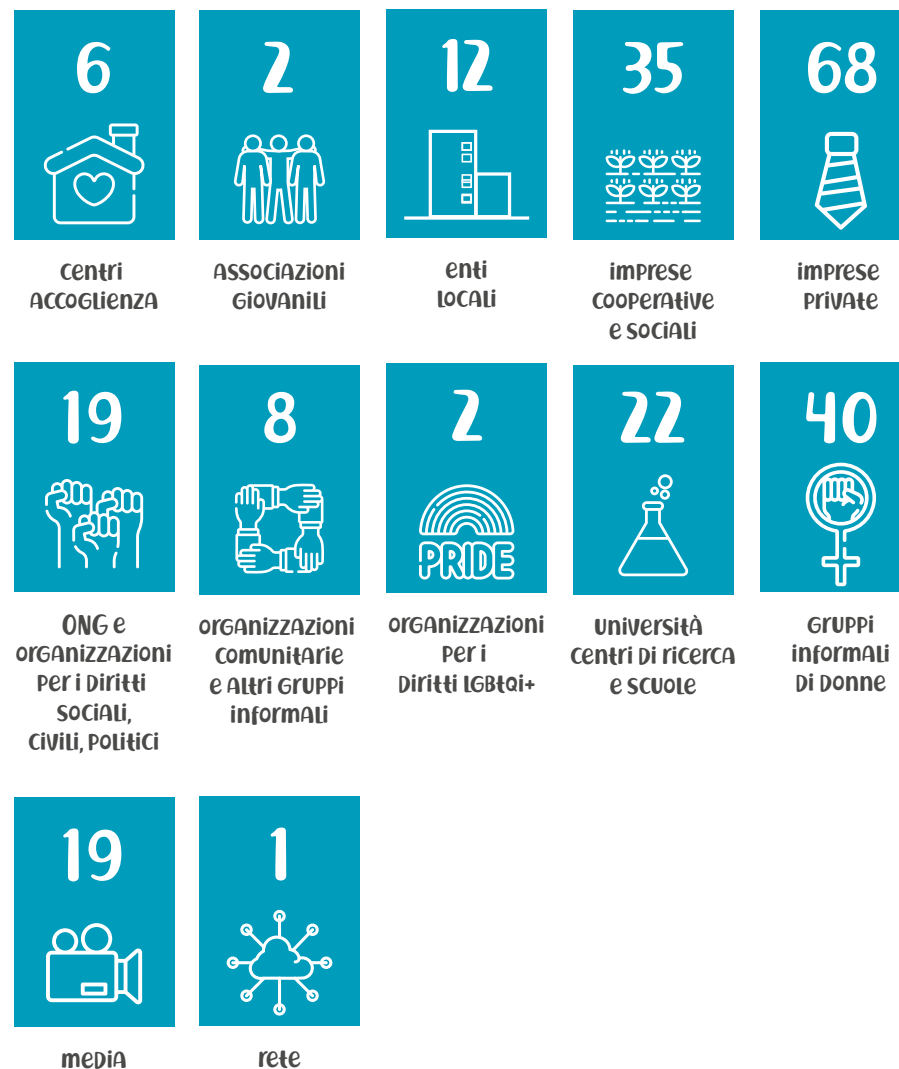 6
centri
accoglienza
2
associazioni
giovanili
12
enti
locali
35
imprese
cooperative
e sociali
68
imprese
private
19
ONG e
organizzazioni
per i diritti
sociali,
civili, politici
8
organizzazioni
comunitarie
e altri gruppi
informali
2
PRIDE
organizzazioni
per i
diritti LGBTQI+
22
università
centri di ricerca
e scuole
40
gruppi
informali
di donne
19
media
1
rete